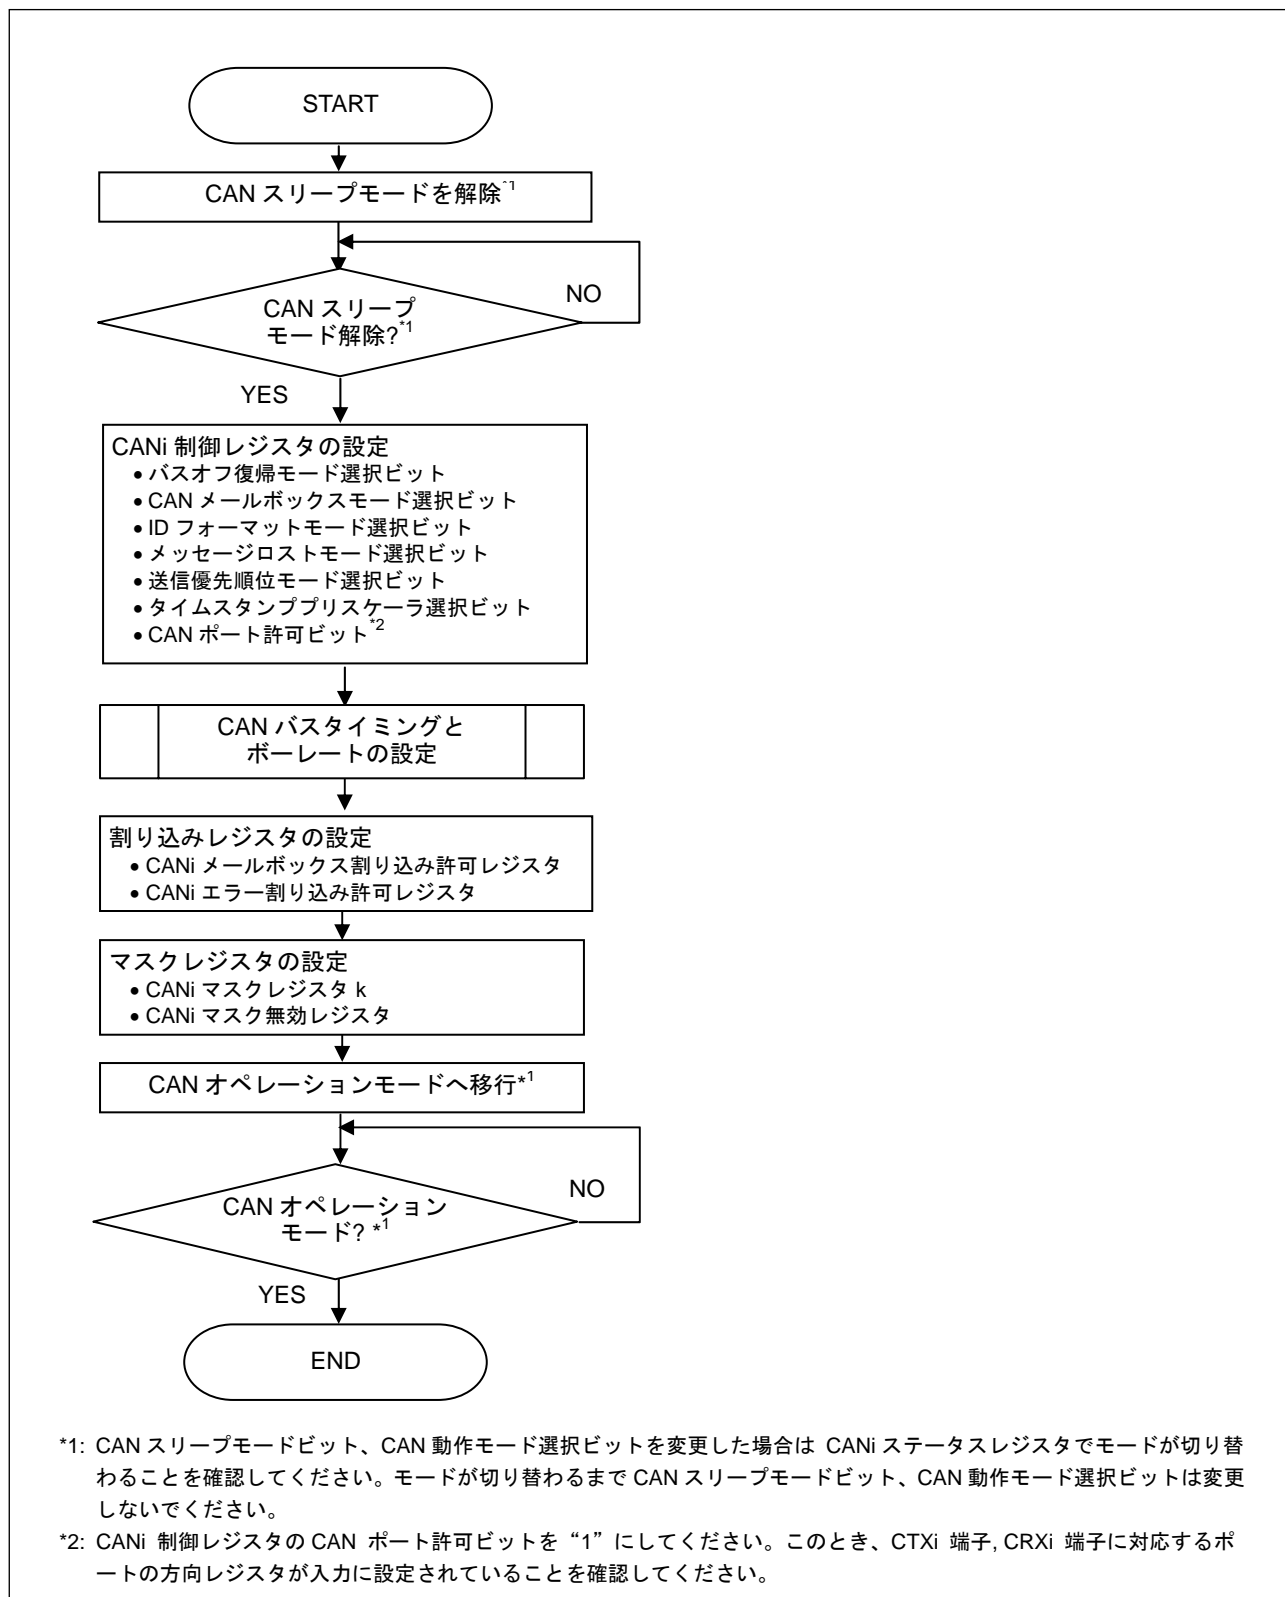 START
CAN スリープモードを解除*1
CAN スリープ
モード解除?*1
NO
YES
CANi 制御レジスタの設定
• バスオフ復帰モード選択ビット
• CAN メールボックスモード選択ビット
• ID フォーマットモード選択ビット
• メッセージロストモード選択ビット
• 送信優先順位モード選択ビット
• タイムスタンププリスケーラ選択ビット
• CAN ポート許可ビット*2
CAN バスタイミングと
ボーレートの設定
割り込みレジスタの設定
• CANi メールボックス割り込み許可レジスタ
• CANi エラー割り込み許可レジスタ
マスクレジスタの設定
• CANi マスクレジスタ k
• CANi マスク無効レジスタ
CAN オペレーションモードへ移行*1
CAN オペレーション
モード? *1
NO
YES
END
*1: CAN スリープモードビット、CAN 動作モード選択ビットを変更した場合は CANi ステータスレジスタでモードが切り替
わることを確認してください。モードが切り替わるまで CAN スリープモードビット、CAN 動作モード選択ビットは変更
しないでください。
*2: CANi 制御レジスタの CAN ポート許可ビットを “1” にしてください。このとき、CTXi 端子, CRXi 端子に対応するポ
ートの方向レジスタが入力に設定されていることを確認してください。